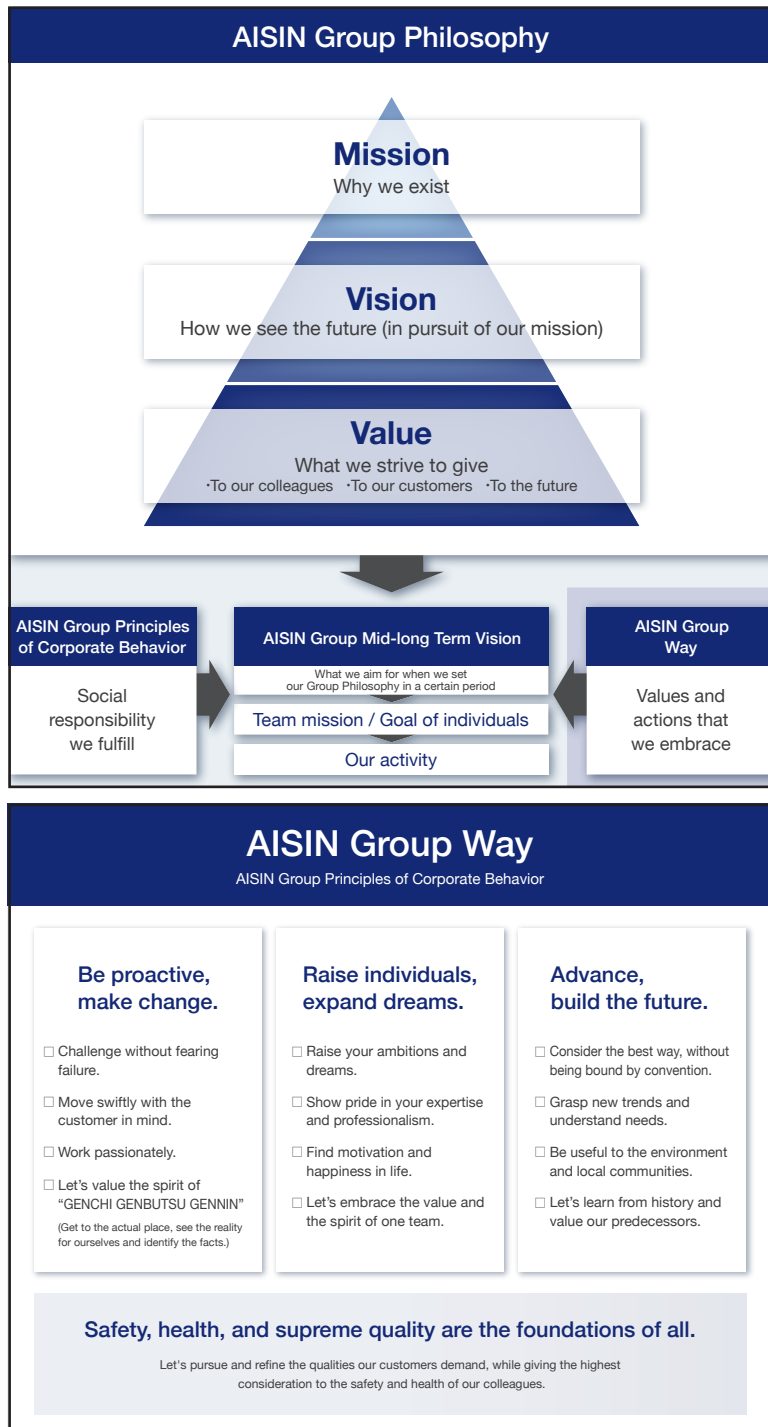 AISIN Group Philosophy
Mission
Why we exist
Vision
How we see the future (in pursuit of our mission)
Value
What we strive to give
·To our colleagues ·To our customers ·To the future
AISIN Group Principles
of Corporate Behavior
Social
responsibility
we fulfill
AISIN Group Mid-long Term Vision
What we aim for when we set
our Group Philosophy in a certain period
Team mission / Goal of individuals
Our activity
AISIN Group
Way
Values and
actions that
we embrace
AISIN Group Way
AISIN Group Principles of Corporate Behavior
Be proactive,
make change.
□ Challenge without fearing
failure.
□ Move swiftly with the
customer in mind.
□ Work passionately.
□ Let's value the spirit of
“GENCHI GENBUTSU GENNIN”
(Get to the actual place, see the reality
for ourselves and identify the facts.)
Raise individuals,
expand dreams.
□ Raise your ambitions and
dreams.
□ Show pride in your expertise
and professionalism.
□ Find motivation and
happiness in life.
□ Let's embrace the value and
the spirit of one team.
Advance,
build the future.
□ Consider the best way, without
being bound by convention.
□ Grasp new trends and
understand needs.
□ Be useful to the environment
and local communities.
□ Let's learn from history and
value our predecessors.
Safety, health, and supreme quality are the foundations of all.
Let's pursue and refine the qualities our customers demand, while giving the highest
consideration to the safety and health of our colleagues.